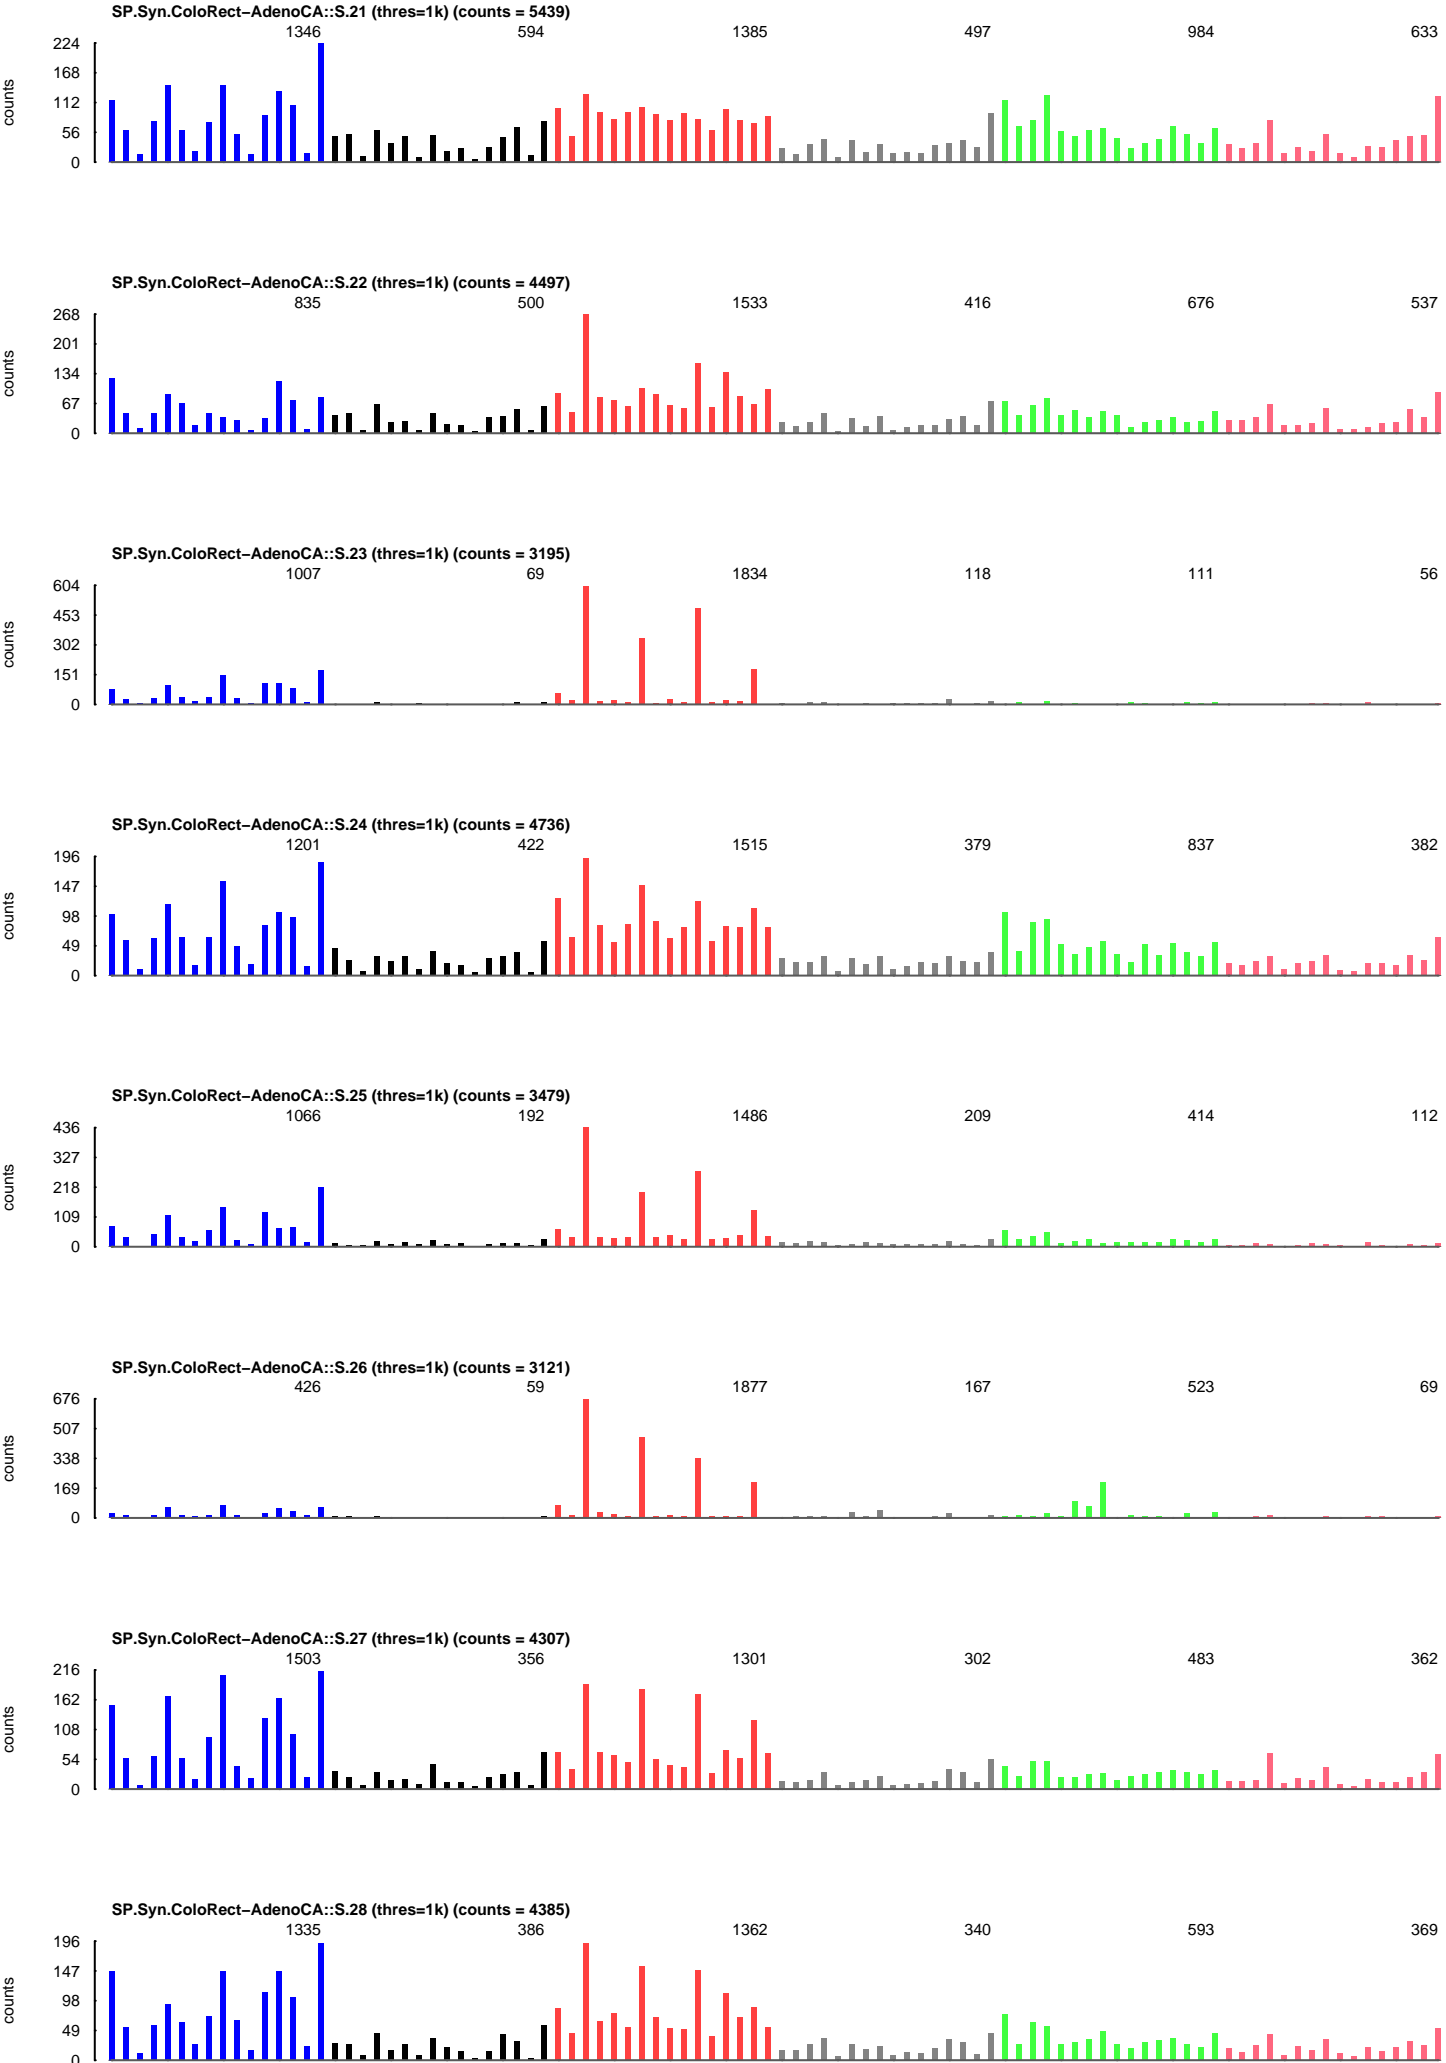 SP.Syn.ColoRect−AdenoCA::S.21 (thres=1k) (counts = 5439)
1346 594 1385 497 984 633
224
168
112
56
0
counts
SP.Syn.ColoRect−AdenoCA::S.22 (thres=1k) (counts = 4497)
835 500 1533 416 676 537
268
201
134
67
0
counts
SP.Syn.ColoRect−AdenoCA::S.23 (thres=1k) (counts = 3195)
1007 69 1834 118 111 56
604
453
302
151
0
counts
SP.Syn.ColoRect−AdenoCA::S.24 (thres=1k) (counts = 4736)
1201 422 1515 379 837 382
196
147
98
49
0
counts
SP.Syn.ColoRect−AdenoCA::S.25 (thres=1k) (counts = 3479)
1066 192 1486 209 414 112
436
327
218
109
0
counts
SP.Syn.ColoRect−AdenoCA::S.26 (thres=1k) (counts = 3121)
426 59 1877 167 523 69
676
507
338
169
0
counts
SP.Syn.ColoRect−AdenoCA::S.27 (thres=1k) (counts = 4307)
1503 356 1301 302 483 362
216
162
108
54
0
counts
SP.Syn.ColoRect−AdenoCA::S.28 (thres=1k) (counts = 4385)
1335 386 1362 340 593 369
196
147
98
49
0
counts